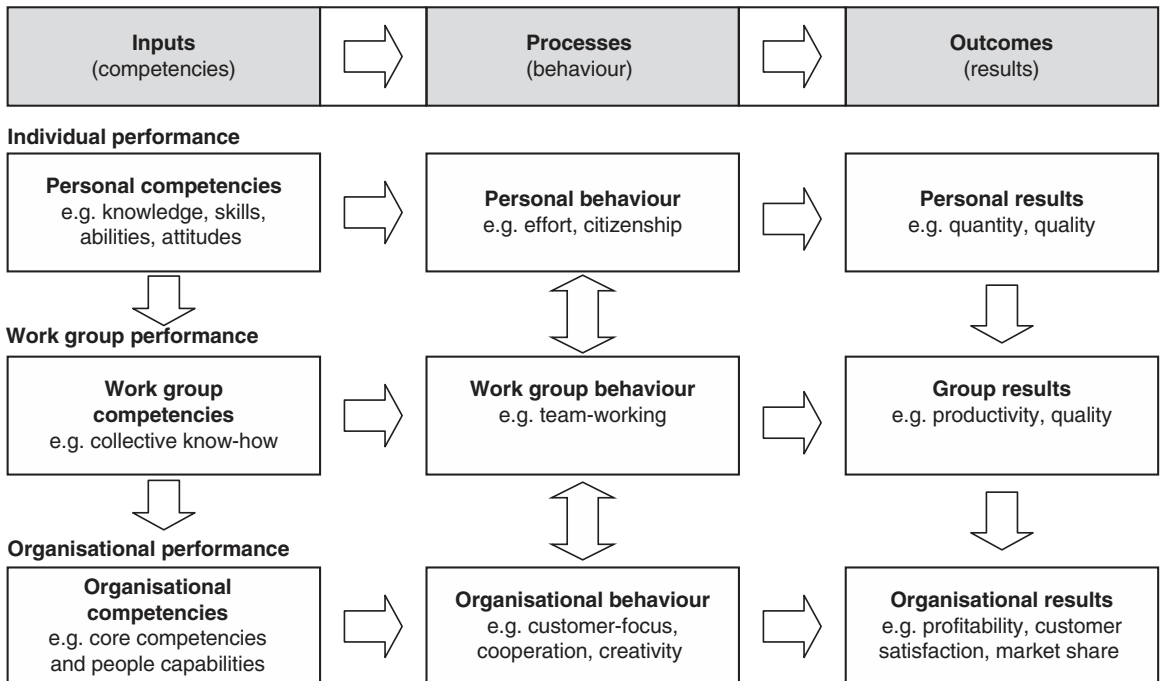 Inputs
(competencies)
Processes
(behaviour)
Outcomes
(results)
Individual performance
Personal competencies
e.g. knowledge, skills,
abilities, attitudes
Personal behaviour
e.g. effort, citizenship
Personal results
e.g. quantity, quality
Work group performance
Work group
competencies
e.g. collective know-how
Work group behaviour
e.g. team-working
Group results
e.g. productivity, quality
Organisational performance
Organisational
competencies
e.g. core competencies
and people capabilities
Organisational behaviour
e.g. customer-focus,
cooperation, creativity
Organisational results
e.g. profitability, customer
satisfaction, market share